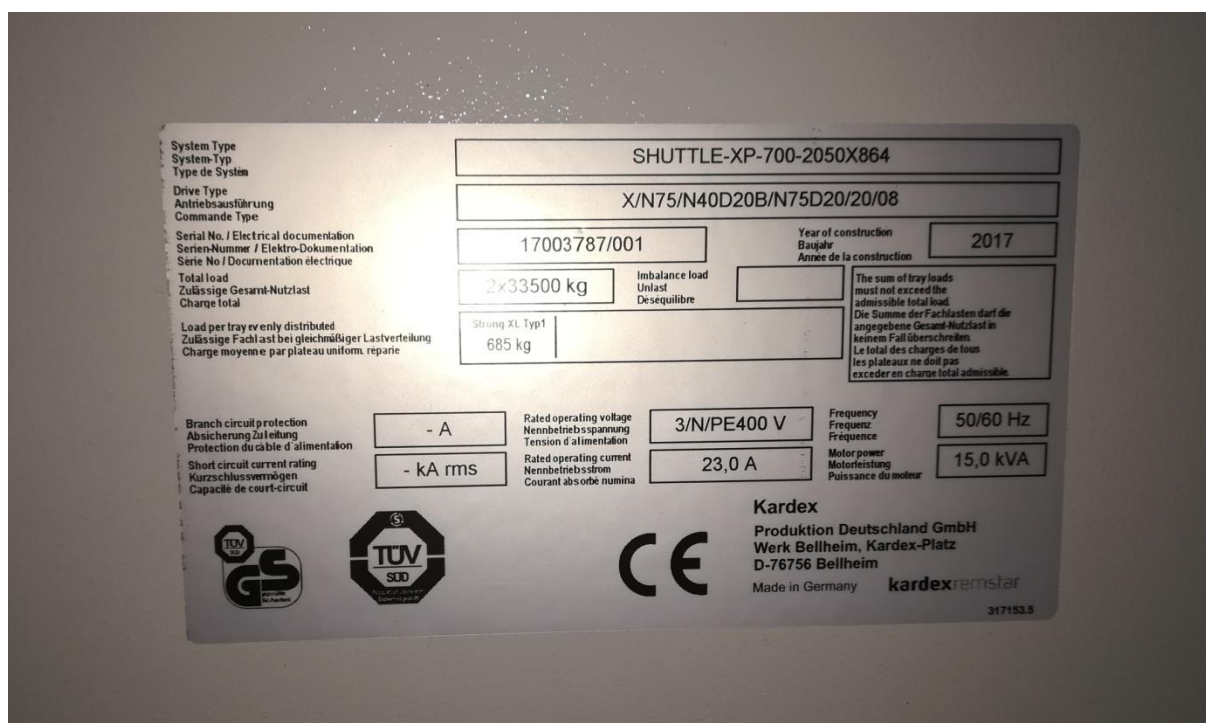 System Type
System-Typ
Type de Systén
SHUTTLE-XP-700-2050X864
Drive Type
Antriebsausführung
Commande Type
X/N75/N40D20B/N75D20/20/08
Serial No. / Electrical documentation
Serien-Nummer / Elektro-Dokumentation
Série No / Documentation électrique
17003787/001
Year of construction
Baujahr
Année de la construction
2017
Total load
Zulässige Gesamt-Nutzlast
Charge total
2x33500 kg
Imbalance load
Unlast
Déséquilibre
The sum of tray loads
must not exceed the
admissible total load.
Die Summe der Fachlasten darf die
angegebene Gesamt-Nutzlast in
keinem Fall überschreiten.
Le total des charges de tous
les plateaux ne doit pas
exceder en charge total admissible.
Load per tray evenly distributed
Zulässige Fachlast bei gleichmäßiger Lastverteilung
Charge moyenne par plateau uniform. réparie
Strong XL Typ1
685 kg
Branch circuit protection
Absicherung Zuleitung
Protection du câble d'alimentation
- A
Rated operating voltage
Nennbetriebsspannung
Tension d'alimentation
3/N/PE400 V
Frequency
Frequenz
Fréquence
50/60 Hz
Short circuit current rating
Kurzschlussvermögen
Capacité de court-circuit
- kA rms
Rated operating current
Nennbetriebsstrom
Courant absorbé numina
23,0 A
Motor power
Motorleistung
Puissance du moteur
15,0 kVA
TÜV
GS
geprüfte
Sicherheit
S
TÜV
SÜD
CE
Kardex
Produktion Deutschland GmbH
Werk Bellheim, Kardex-Platz
D-76756 Bellheim
Made in Germany
kardexremstar
317153.5